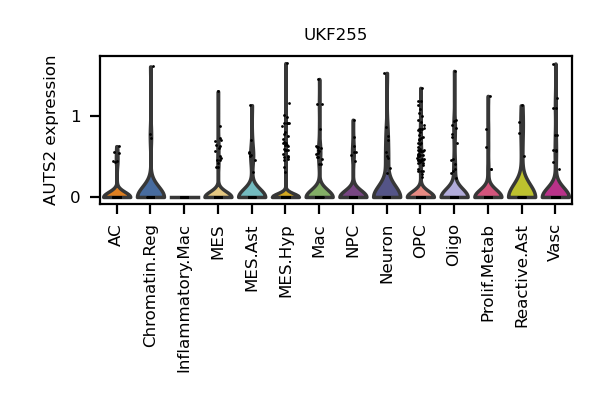 UKF255
AUTS2 expression
1
0
AC
Chromatin.Reg
Inflammatory.Mac
MES
MES.Ast
MES.Hyp
Mac
NPC
Neuron
OPC
Oligo
Prolif.Metab
Reactive.Ast
Vasc